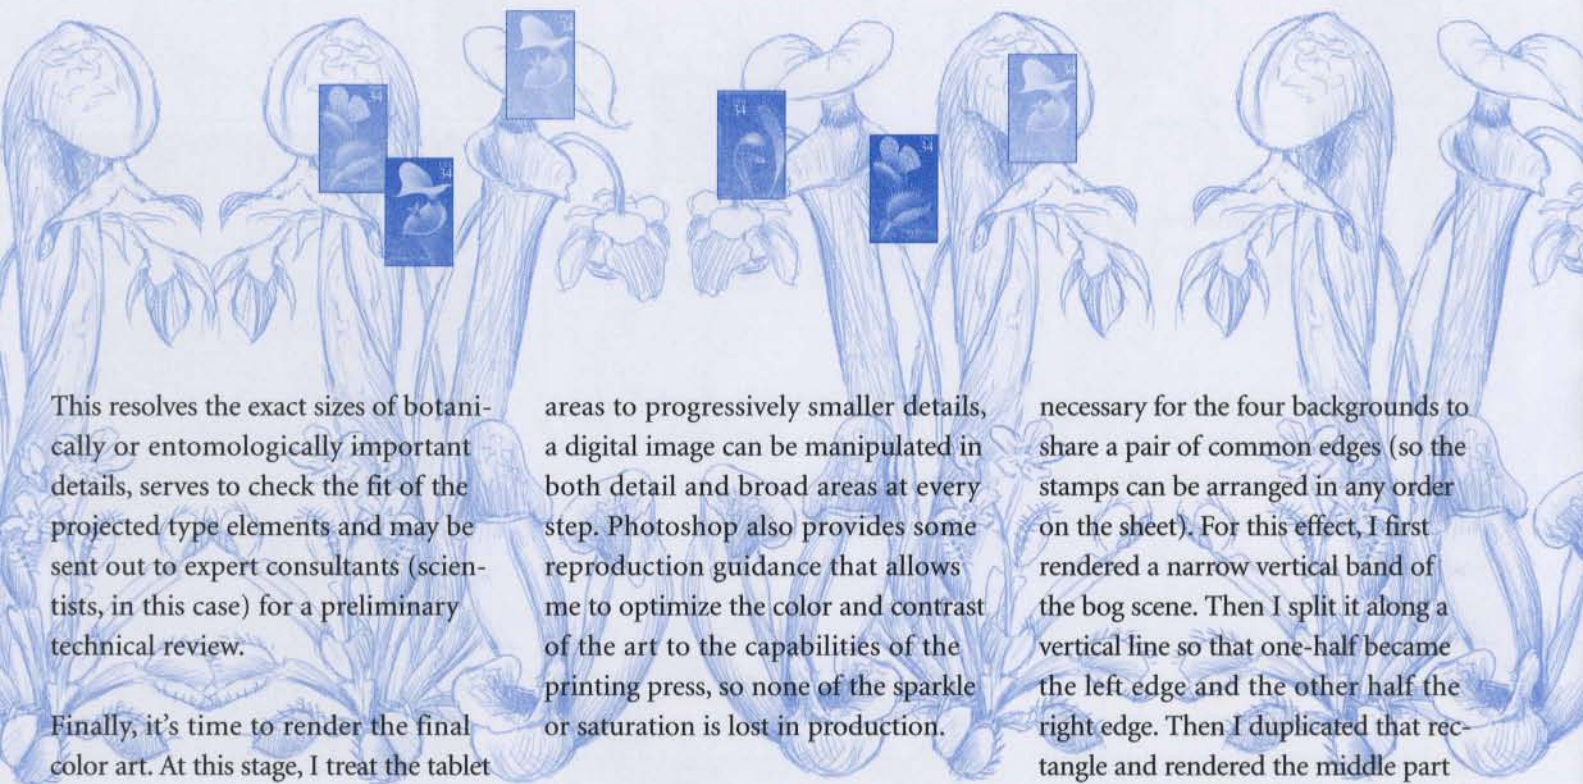 34
34
34
34
34
This resolves the exact sizes of botani-
cally or entomologically important
details, serves to check the fit of the
projected type elements and may be
sent out to expert consultants (scien-
tists, in this case) for a preliminary
technical review.
Finally, it's time to render the final
color art. At this stage, I treat the tablet
areas to progressively smaller details,
a digital image can be manipulated in
both detail and broad areas at every
step. Photoshop also provides some
reproduction guidance that allows
me to optimize the color and contrast
of the art to the capabilities of the
printing press, so none of the sparkle
or saturation is lost in production.
necessary for the four backgrounds to
share a pair of common edges (so the
stamps can be arranged in any order
on the sheet). For this effect, I first
rendered a narrow vertical band of
the bog scene. Then I split it along a
vertical line so that one-half became
the left edge and the other half the
right edge. Then I duplicated that rec-
tangle and rendered the middle part